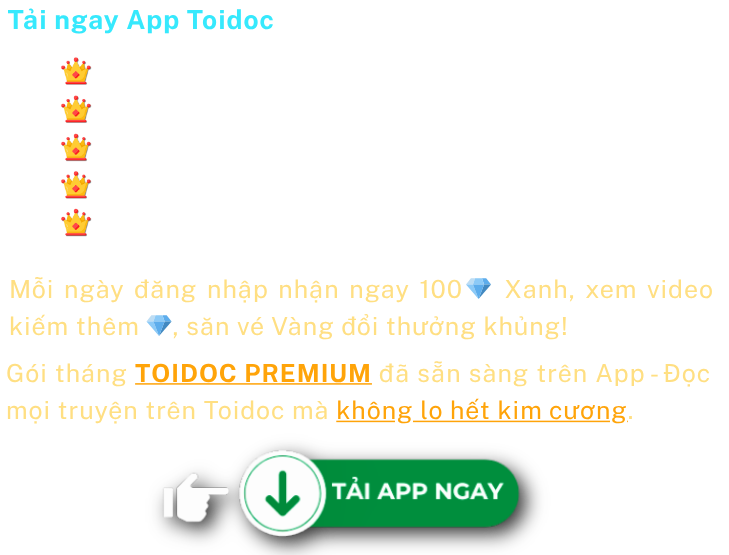 Tải ngay App Toidoc
Mỗi ngày đăng nhập nhận ngay 100💎 Xanh, xem video
kiếm thêm 💎, săn vé Vàng đổi thưởng khủng!
Gói tháng TOIDOC PREMIUM đã sẵn sàng trên App - Đọc
mọi truyện trên Toidoc mà không lo hết kim cương.
TẢI APP NGAY